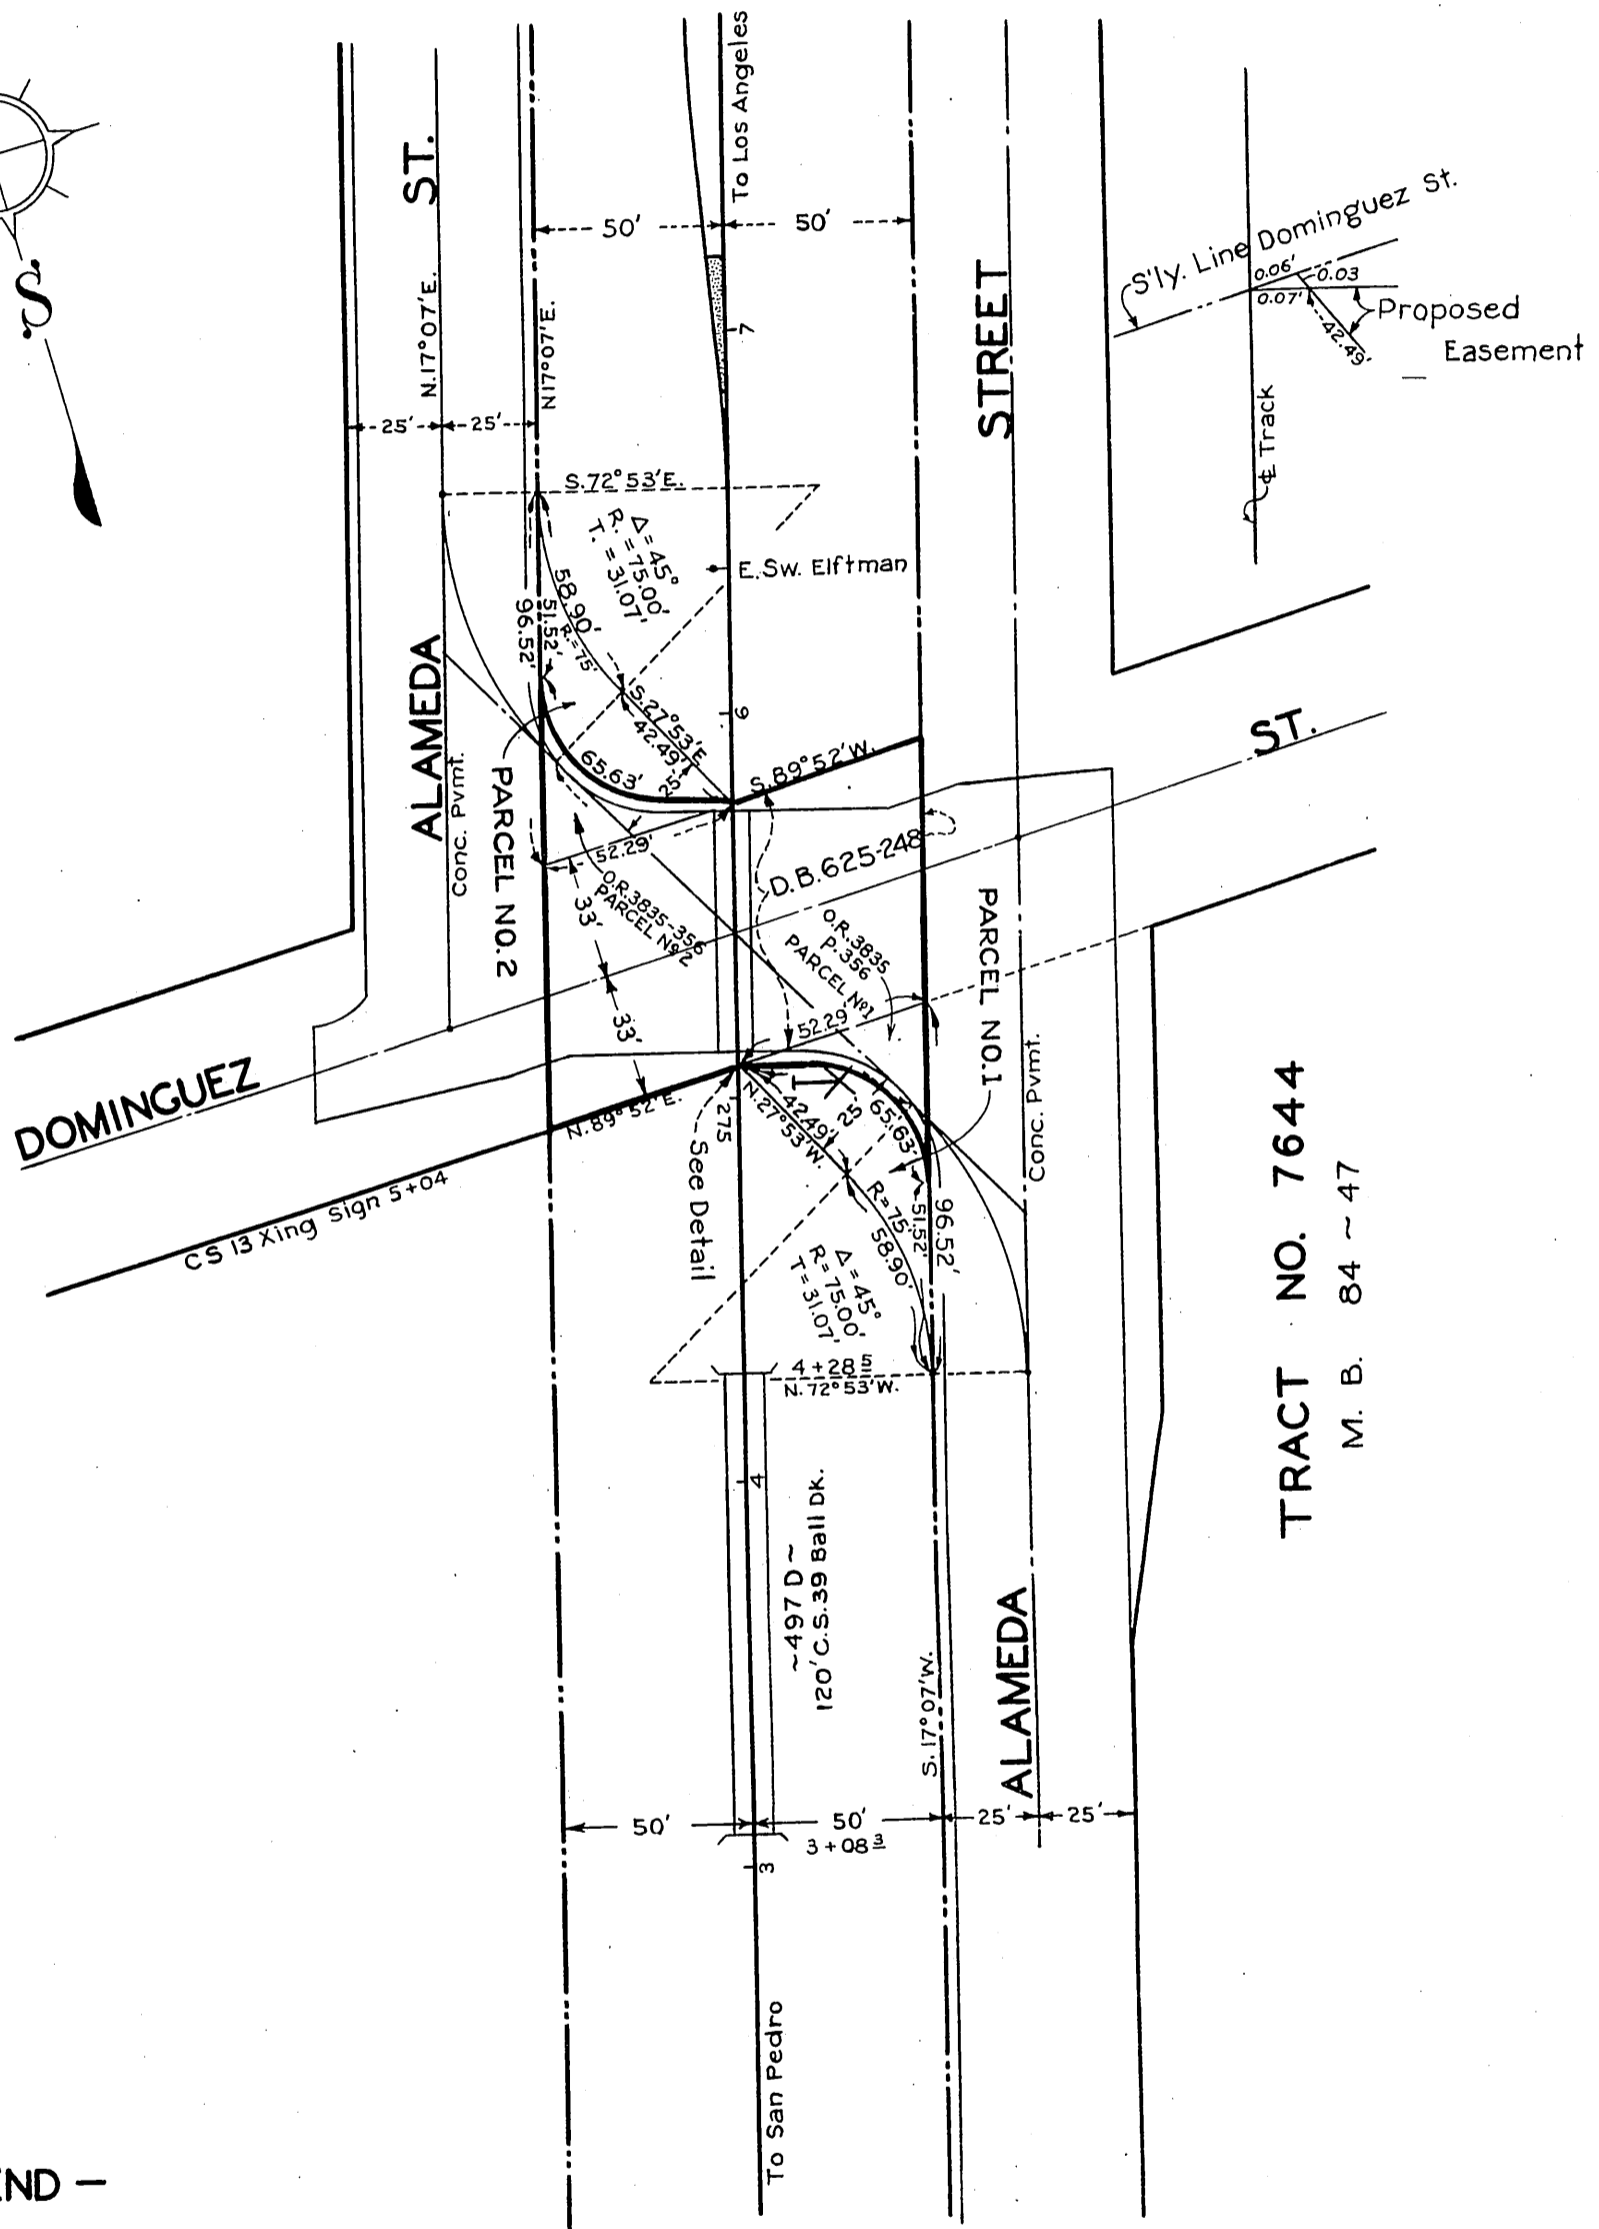 S
ST.
N.17°07'E.
N17°07'E.
To Los Angeles
50'
50'
25'
25'
STREET
S'ly. Line Dominguez St.
0.06'
0.03
0.07'
42.49'
Proposed
Easement
℄ Track
7
S.72°53'E.
Δ = 45°
R. = 75.00'
T. = 31.07'
E.Sw. Elftman
58.90'
R.=75'
51.52'
96.52'
ALAMEDA
Conc. Pvmt.
PARCEL NO. 2
S.27°53'E
42.49'
25'
65.63'
6
S.89°52'W.
ST.
52.29'
D.B.625-248
O.R.3835-356
PARCEL Nº2
33'
33'
O.R.3835
P.356
PARCEL Nº1
PARCEL NO.1
52.29'
Conc. Pvmt.
DOMINGUEZ
N.89°52'E.
CS 13 Xing Sign 5+04
275
See Detail
42.49'
N.27°53'W.
25'
65.63'
R=75'
51.52'
96.52'
58.90'
Δ = 45°
R = 75.00'
T = 31.07'
4+28 5
N.72°53'W.
TRACT NO. 7644
M. B. 84 ~ 47
4
~497 D~
120' C.S.39 Ball DK.
S.17°07'W.
ALAMEDA
50'
50'
25'
25'
3+08 3
3
To San Pedro
END —